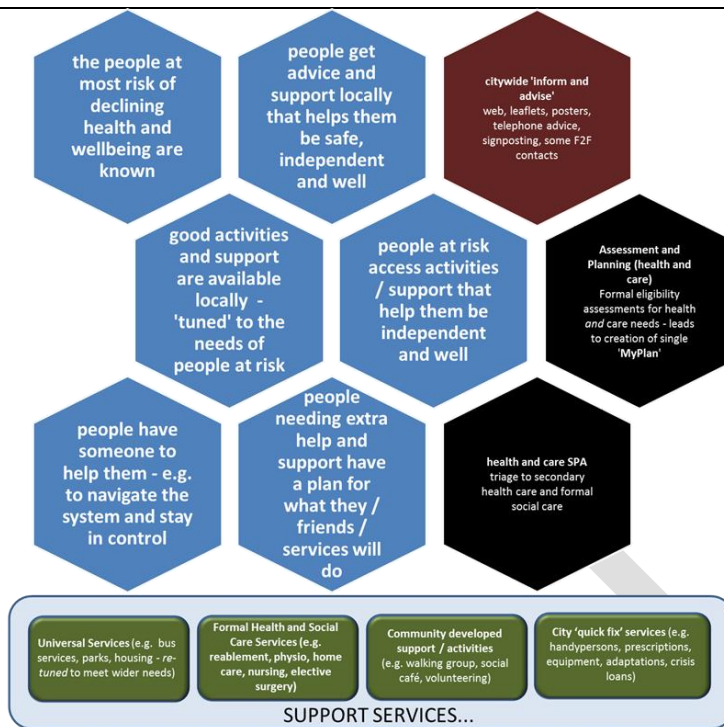 the people at
most risk of
declining
health and
wellbeing are
known
people get
advice and
support locally
that helps them
be safe,
independent
and well
citywide 'inform and
advise'
web, leaflets, posters,
telephone advice,
signposting, some F2F
contacts
good activities
and support
are available
locally -
'tuned' to the
needs of
people at risk
people at risk
access activities
/ support that
help them be
independent
and well
Assessment and
Planning (health and
care)
Formal eligibility
assessments for health
and care needs - leads
to creation of single
'MyPlan'
people have
someone to
help them - e.g.
to navigate the
system and stay
in control
people
needing extra
help and
support have
a plan for
what they /
friends /
services will
do
health and care SPA
triage to secondary
health care and formal
social care
Universal Services (e.g. bus
services, parks, housing - re-
tuned to meet wider needs)
Formal Health and Social
Care Services (e.g.
reablement, physio, home
care, nursing, elective
surgery)
Community developed
support / activities
(e.g. walking group, social
café, volunteering)
City 'quick fix' services (e.g.
handypersons, prescriptions,
equipment, adaptations, crisis
loans)
SUPPORT SERVICES...